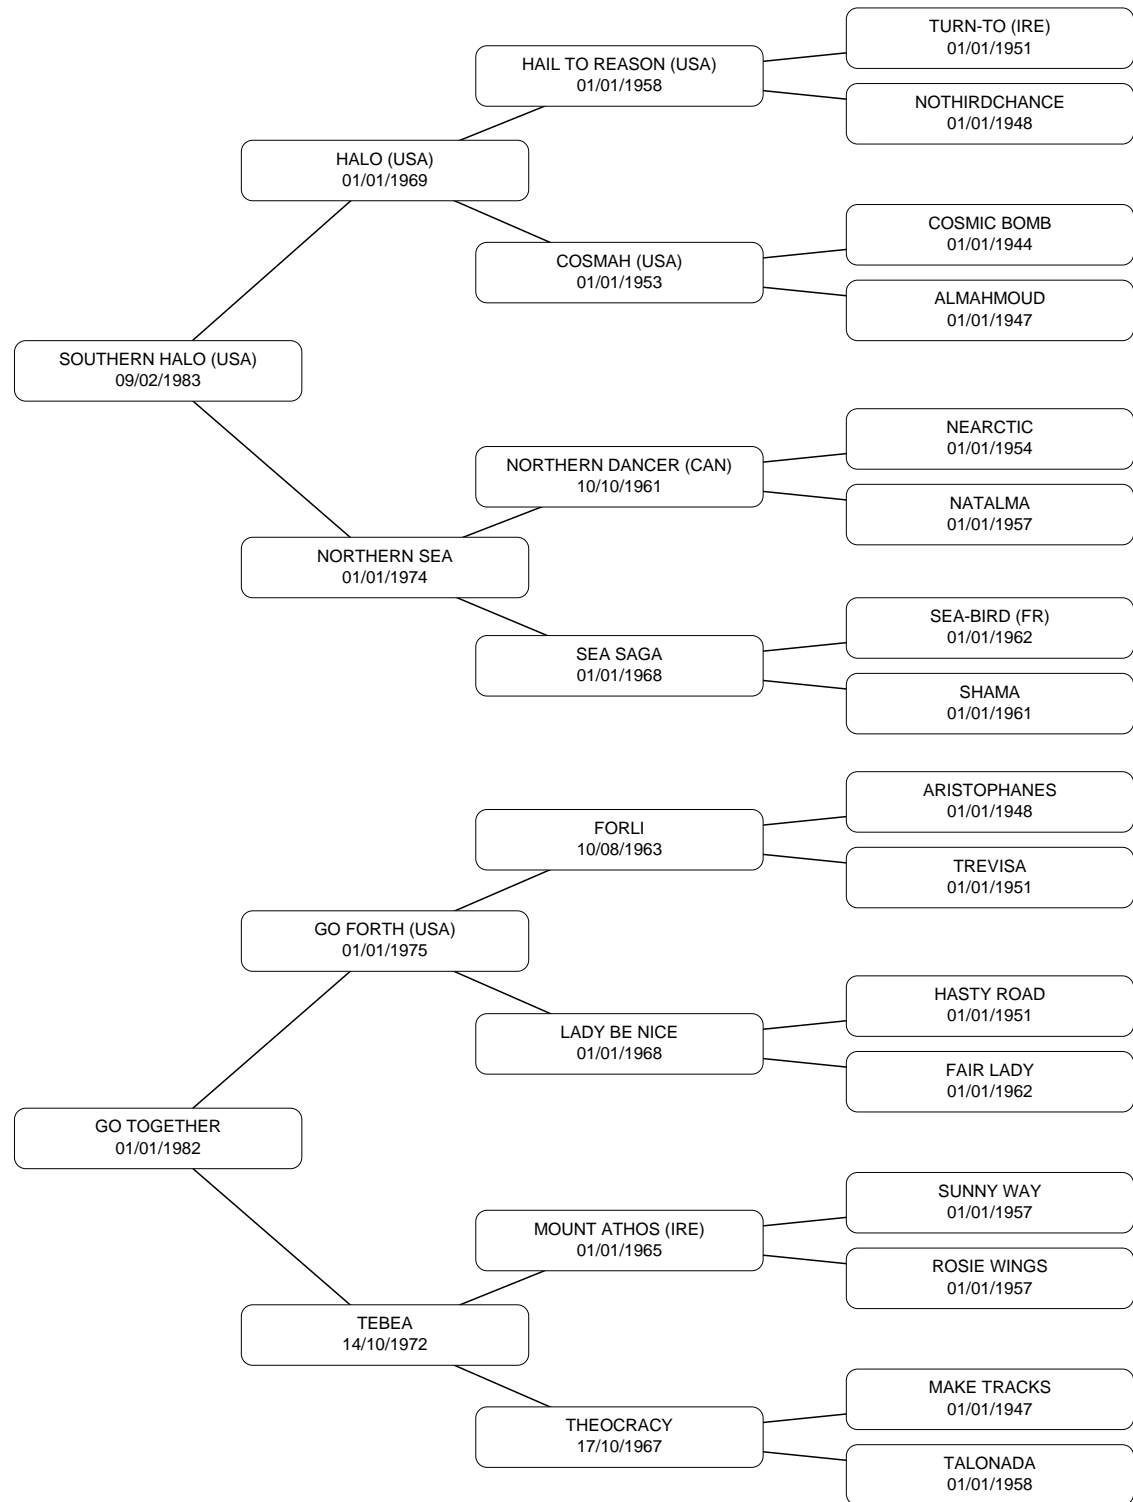 TURN-TO (IRE)
01/01/1951
HAIL TO REASON (USA)
01/01/1958
NOTHIRDCHANCE
01/01/1948
HALO (USA)
01/01/1969
COSMIC BOMB
01/01/1944
COSMAH (USA)
01/01/1953
ALMAHMOUD
01/01/1947
SOUTHERN HALO (USA)
09/02/1983
NEARCTIC
01/01/1954
NORTHERN DANCER (CAN)
10/10/1961
NATALMA
01/01/1957
NORTHERN SEA
01/01/1974
SEA-BIRD (FR)
01/01/1962
SEA SAGA
01/01/1968
SHAMA
01/01/1961
ARISTOPHANES
01/01/1948
FORLI
10/08/1963
TREVISA
01/01/1951
GO FORTH (USA)
01/01/1975
HASTY ROAD
01/01/1951
LADY BE NICE
01/01/1968
FAIR LADY
01/01/1962
GO TOGETHER
01/01/1982
SUNNY WAY
01/01/1957
MOUNT ATHOS (IRE)
01/01/1965
ROSIE WINGS
01/01/1957
TEBEA
14/10/1972
MAKE TRACKS
01/01/1947
THEOCRACY
17/10/1967
TALONADA
01/01/1958